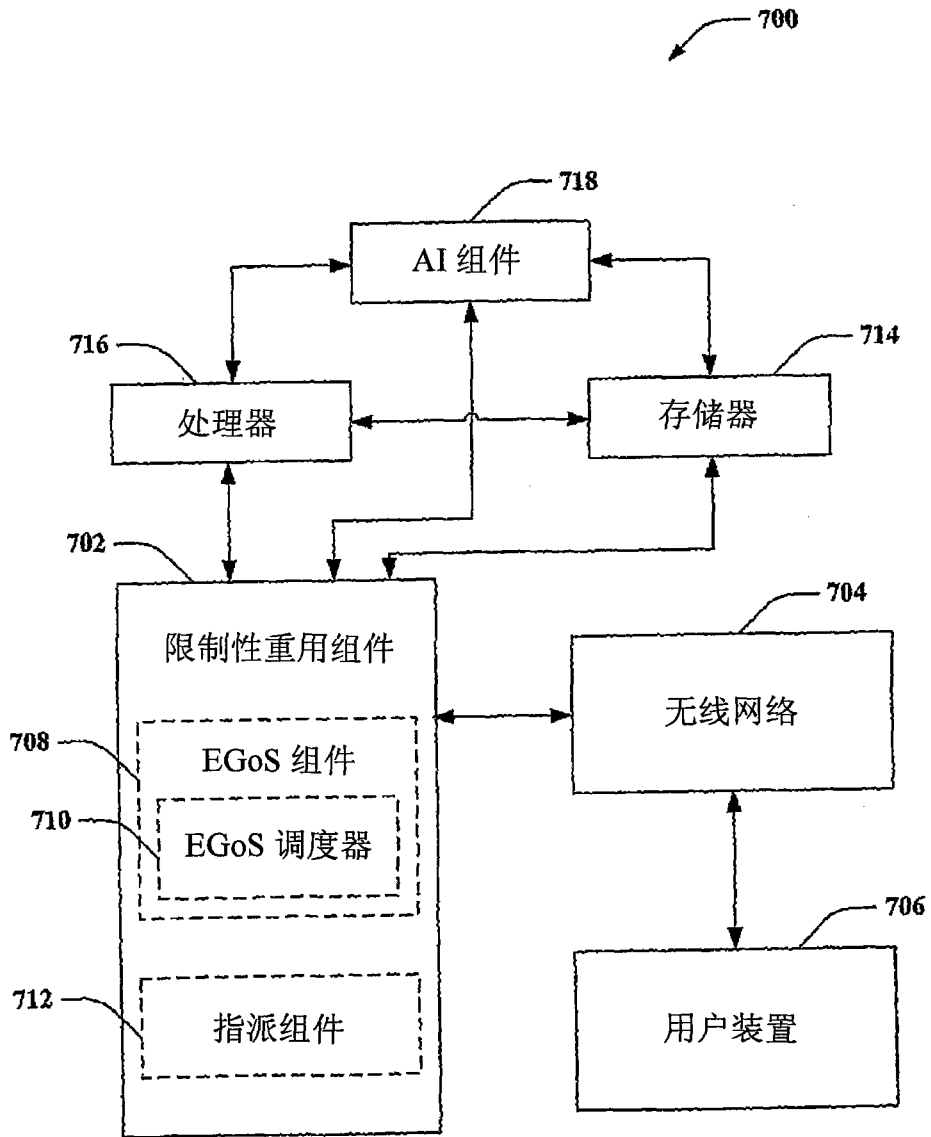 700
718
AI 组件
716
714
处理器
存储器
702
704
限制性重用组件
无线网络
708
EGoS 组件
710
EGoS 调度器
706
712
指派组件
用户装置